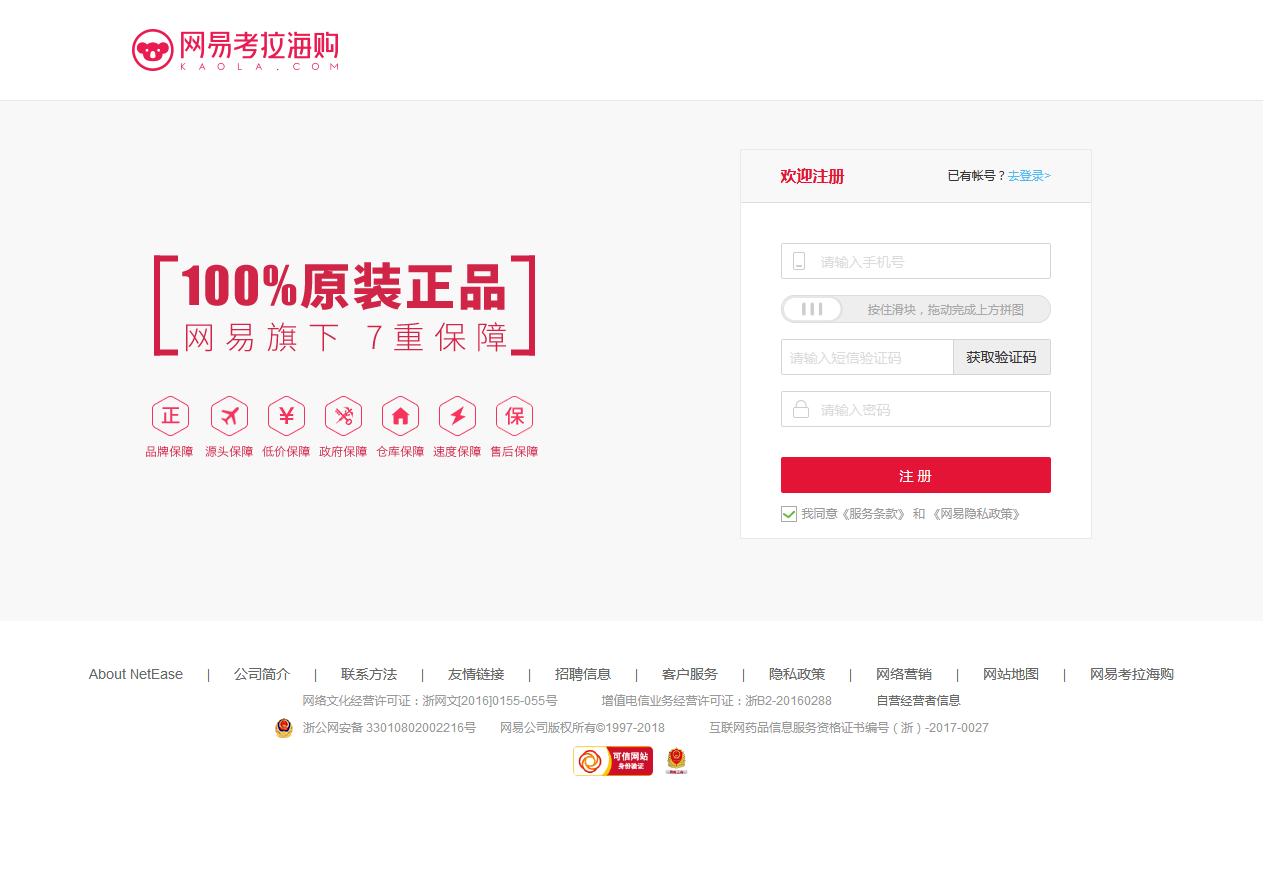 网易考拉海购
KAOLA.COM
欢迎注册
已有帐号？去登录>
100%原装正品
网易旗下 7重保障
正 ¥ 保
品牌保障 源头保障 低价保障 政府保障 仓库保障 速度保障 售后保障
请输入手机号
按住滑块，拖动完成上方拼图
请输入短信验证码 获取验证码
请输入密码
注 册
我同意《服务条款》 和 《网易隐私政策》
About NetEase | 公司简介 | 联系方法 | 友情链接 | 招聘信息 | 客户服务 | 隐私政策 | 网络营销 | 网站地图 | 网易考拉海购
网络文化经营许可证：浙网文[2016]0155-055号 增值电信业务经营许可证：浙B2-20160288 自营经营者信息
浙公网安备 33010802002216号 网易公司版权所有©1997-2018 互联网药品信息服务资格证书编号 ( 浙 ) -2017-0027
可信网站
身份验证